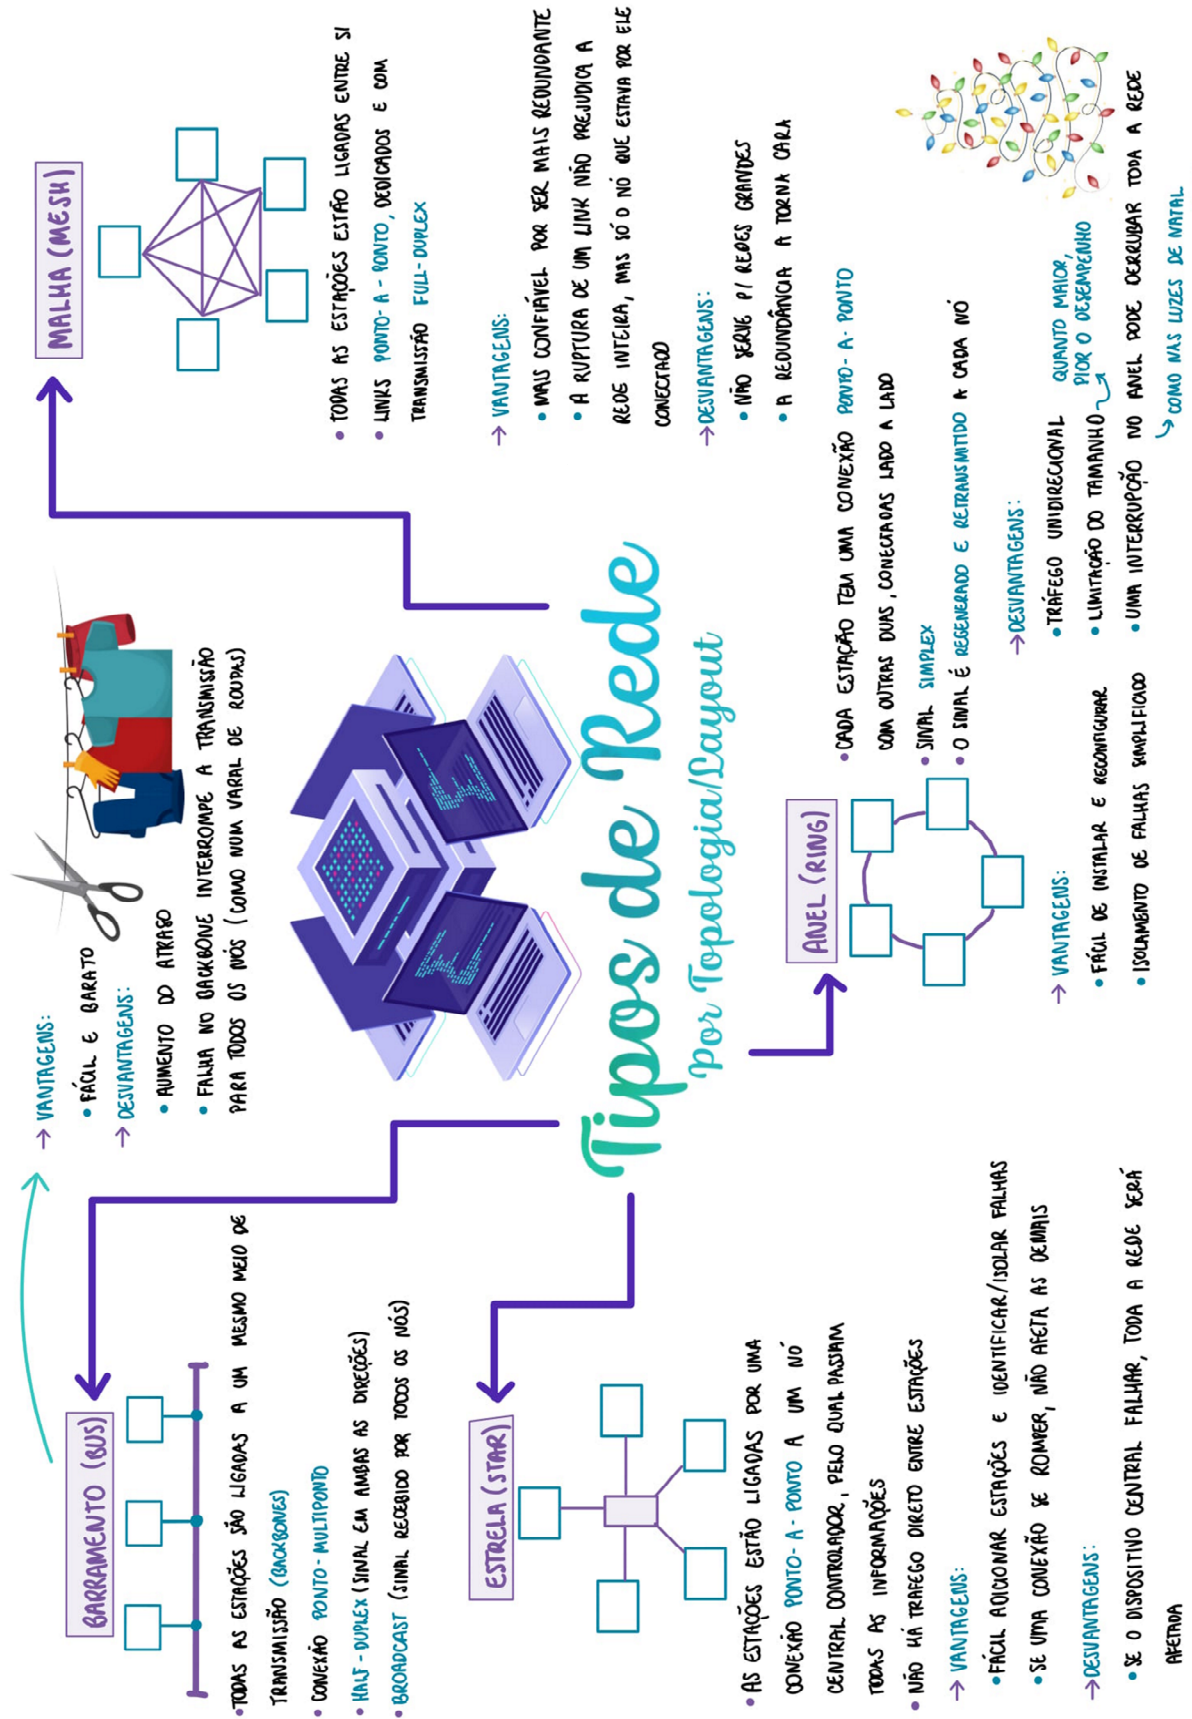 Tipos de Rede
Por Topologia/Layout
BARRAMENTO (BUS)
• TODAS AS ESTAÇÕES SÃO LIGADAS A UM MESMO MEIO DE
TRANSMISSÃO (BACKBONES)
• CONEXÃO PONTO-MULTIPONTO
• HALF-DUPLEX (SINAL EM AMBAS AS DIREÇÕES)
• BROADCAST (SINAL RECEBIDO POR TODOS OS NÓS)
→ VANTAGENS:
• FÁCIL E BARATO
→ DESVANTAGENS:
• AUMENTO DO ATRASO
• FALHA NO BACKBONE INTERROMPE A TRANSMISSÃO
PARA TODOS OS NÓS (COMO NUM VARAL DE ROUPAS)
MALHA (MESH)
• TODAS AS ESTAÇÕES ESTÃO LIGADAS ENTRE SI
• LINKS PONTO-A-PONTO, DEDICADOS E COM
TRANSMISSÃO FULL-DUPLEX
→ VANTAGENS:
• MAIS CONFIÁVEL POR SER MAIS REDUNDANTE
• A RUPTURA DE UM LINK NÃO PREJUDICA A
REDE INTEIRA, MAS SÓ O NÓ QUE ESTAVA POR ELE
CONECTADO
→ DESVANTAGENS:
• NÃO SERVE P/ REDES GRANDES
• A REDUNDÂNCIA A TORNA CARA
ESTRELA (STAR)
• AS ESTAÇÕES ESTÃO LIGADAS POR UMA
CONEXÃO PONTO-A-PONTO A UM NÓ
CENTRAL CONTROLADOR, PELO QUAL PASSAM
TODAS AS INFORMAÇÕES
• NÃO HÁ TRAFEGO DIRETO ENTRE ESTAÇÕES
→ VANTAGENS:
• FÁCIL ADICIONAR ESTAÇÕES E IDENTIFICAR/ISOLAR FALHAS
• SE UMA CONEXÃO SE ROMPER, NÃO AFETA AS DEMAIS
→ DESVANTAGENS:
• SE O DISPOSITIVO CENTRAL FALHAR, TODA A REDE SERÁ
AFETADA
ANEL (RING)
• CADA ESTAÇÃO TEM UMA CONEXÃO PONTO-A-PONTO
COM OUTRAS DUAS, CONECTADAS LADO A LADO
• SINAL SIMPLEX
• O SINAL É REGENERADO E RETRANSMITIDO A CADA NÓ
→ VANTAGENS:
• FÁCIL DE INSTALAR E RECONFIGURAR
• ISOLAMENTO DE FALHAS SIMPLIFICADO
→ DESVANTAGENS:
• TRÁFEGO UNIDIRECIONAL
• LIMITAÇÃO DO TAMANHO
QUANTO MAIOR,
PIOR O DESEMPENHO
• UMA INTERRUPÇÃO NO ANEL PODE DERRUBAR TODA A REDE
COMO NAS LUZES DE NATAL